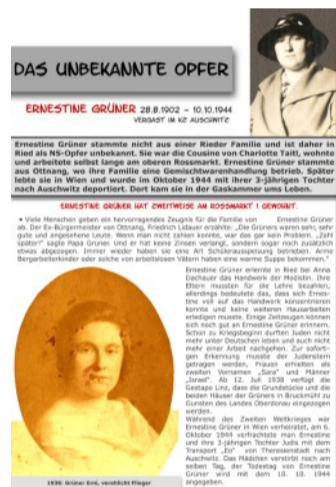 DAS UNBEKANNTE OPFER
ERNESTINE GRÜNER 28.8.1902 – 10.10.1944
VERGAST IM KZ AUSCHWITZ
Ernestine Grüner stammte nicht aus einer Rieder Familie und ist daher in
Ried als NS-Opfer unbekannt. Sie war die Cousine von Charlotte Taitl, wohnte
und arbeitete selbst lange am oberen Rossmarkt. Ernestine Grüner stammte
aus Ottnang, wo ihre Familie eine Gemischtwarenhandlung betrieb. Später
lebte sie in Wien und wurde im Oktober 1944 mit ihrer 3-jährigen Tochter
nach Auschwitz deportiert. Dort kam sie in der Gaskammer ums Leben.
ERNESTINE GRÜNER HAT ZWEITWEISE AM ROSSMARKT 1 GEWOHNT.
• Viele Menschen geben ein hervorragendes Zeugnis für die Familie von Ernestine Grüner
ab. Der Ex-Bürgermeister von Ottnang, Friedrich Lidauer erzählte: „Die Grüners waren sehr, sehr
gute und angesehene Leute. Wenn man nicht zahlen konnte, war das gar kein Problem. „Zahl
später!“ sagte Papa Grüner. Und er hat keine Zinsen verlangt, sondern sogar noch zusätzlich
etwas abgezogen. Immer wieder haben sie eine Art Schülerausspeisung betrieben. Arme
Bergarbeiterkinder oder solche von arbeitslosen Vätern haben eine warme Suppe bekommen.“
Ernestine Grüner erlernte in Ried bei Anna
Dachauer das Handwerk der Modistin. Ihre
Eltern mussten für die Lehre bezahlen,
allerdings bedeutete das, dass sich Ernes-
tine voll auf das Handwerk konzentrieren
konnte und keine weiteren Hausarbeiten
erledigen musste. Einige Zeitzeugen können
sich noch gut an Ernestine Grüner erinnern.
Schon zu Kriegsbeginn durften Juden nicht
mehr unter Deutschen leben und auch nicht
mehr einer Arbeit nachgehen. Zur soforti-
gen Erkennung musste der Judenstern
getragen werden, Frauen erhielten als
zweiten Vornamen „Sara“ und Männer
„Israel“. Ab 12. Juli 1938 verfügt die
Gestapo Linz, dass die Grundstücke und die
beiden Häuser der Grüners in Bruckmühl zu
Gunsten des Landes Oberdonau eingezogen
werden.
Während des Zweiten Weltkrieges war
Ernestine Grüner in Wien verheiratet, am 6.
Oktober 1944 verfrachtete man Ernestine
und ihre 3-jährige Tochter Judis mit dem
Transport „Eo“ von Theresienstadt nach
Auschwitz. Das Mädchen verstirbt noch am
selben Tag, der Todestag von Ernestine
Grüner wird mit dem 10. 10. 1944
angegeben.
1936: Grüner Erni, verehlicht Flieger